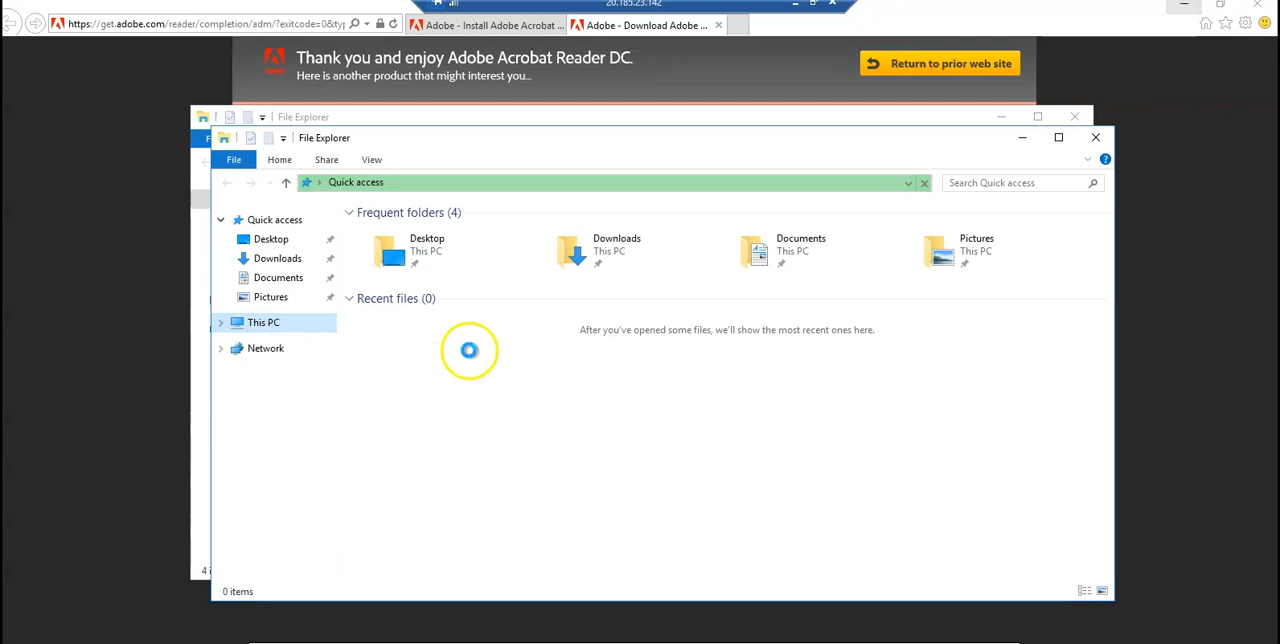 20.185.23.142
https://get.adobe.com/reader/completion/adm/?exitcode=0&typ
Adobe - Install Adobe Acrobat ...
Adobe - Download Adobe ...
Thank you and enjoy Adobe Acrobat Reader DC.
Here is another product that might interest you...
Return to prior web site
File Explorer
File Explorer
File
Home
Share
View
Quick access
Search Quick access
Quick access
Desktop
Downloads
Documents
Pictures
This PC
Network
Frequent folders (4)
Desktop
This PC
Downloads
This PC
Documents
This PC
Pictures
This PC
Recent files (0)
After you've opened some files, we'll show the most recent ones here.
4 i
0 items